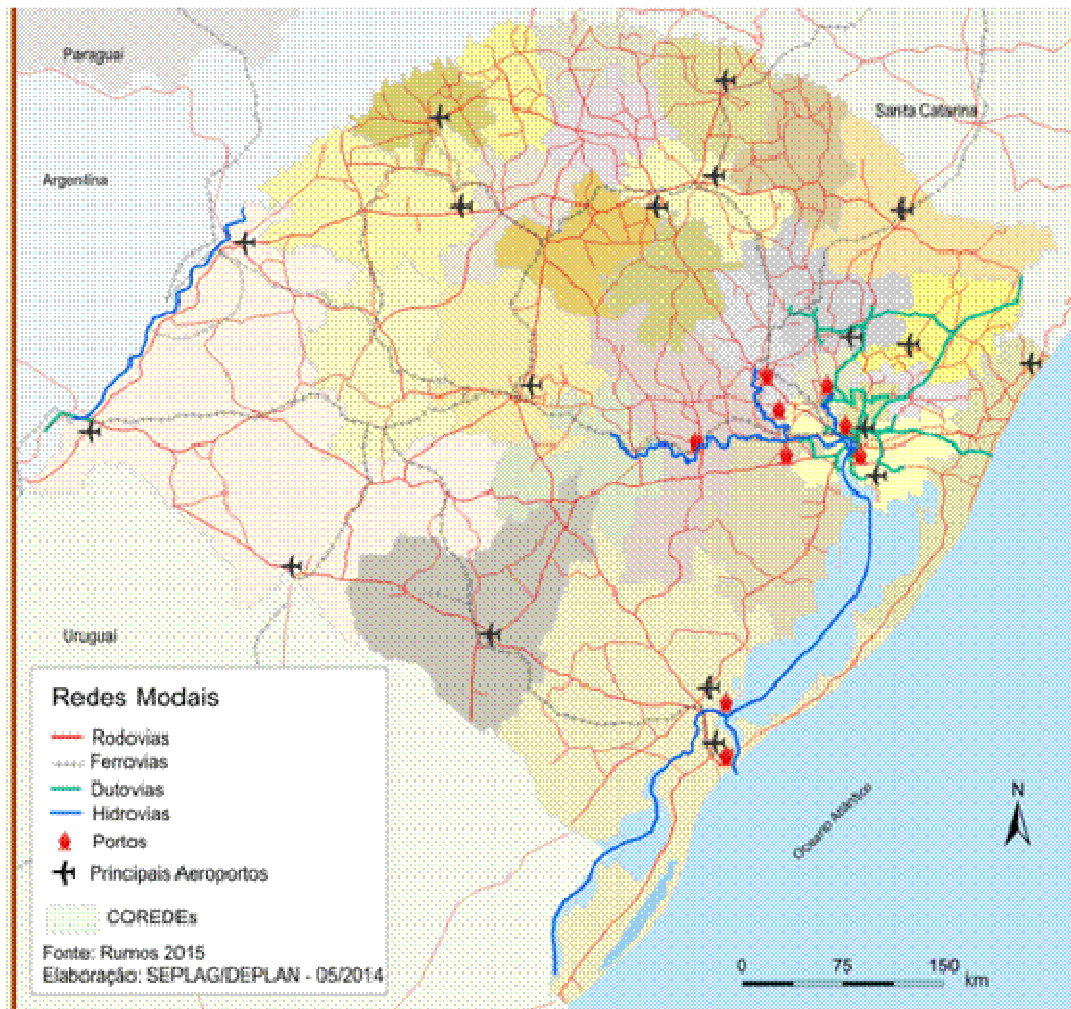 Paraguai
Santa Catarina
Argentina
Uruguai
Redes Modais
Rodovias
Ferrovias
Dutovias
Hidrovias
Portos
Principais Aeroportos
COREDEs
Fonte: Rumos 2015
Elaboração: SEPLAG/DEPLAN - 05/2014
Oceano Atlântico
N
0 75 150
km